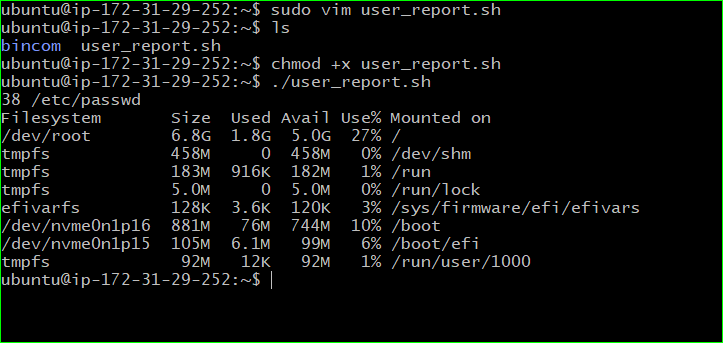 ubuntu@ip-172-31-29-252:~$ sudo vim user_report.sh
ubuntu@ip-172-31-29-252:~$ ls
bincom  user_report.sh
ubuntu@ip-172-31-29-252:~$ chmod +x user_report.sh
ubuntu@ip-172-31-29-252:~$ ./user_report.sh
38 /etc/passwd
Filesystem       Size  Used Avail Use% Mounted on
/dev/root        6.8G  1.8G  5.0G  27% /
tmpfs            458M     0  458M   0% /dev/shm
tmpfs            183M  916K  182M   1% /run
tmpfs            5.0M     0  5.0M   0% /run/lock
efivarfs         128K  3.6K  120K   3% /sys/firmware/efi/efivars
/dev/nvme0n1p16  881M   76M  744M  10% /boot
/dev/nvme0n1p15  105M  6.1M   99M   6% /boot/efi
tmpfs             92M   12K   92M   1% /run/user/1000
ubuntu@ip-172-31-29-252:~$